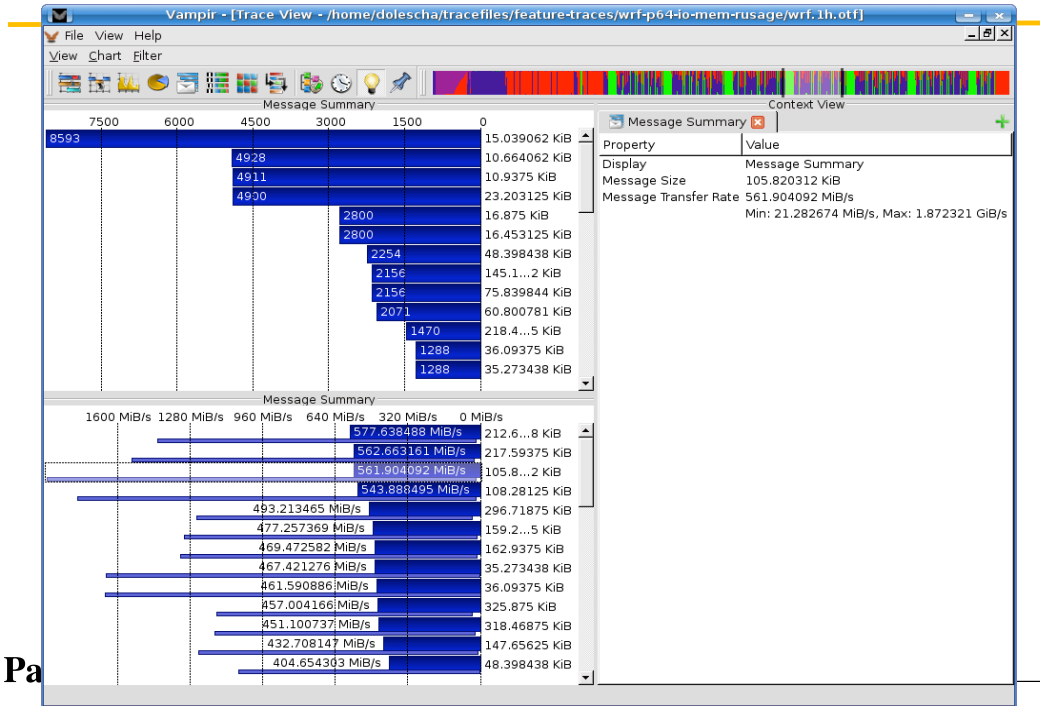 Vampir - [Trace View - /home/dolescha/tracefiles/feature-traces/wrf-p64-io-mem-rusage/wrf.1h.otf]
File View Help
View Chart Filter
Message Summary
7500 6000 4500 3000 1500 0
8593 15.039062 KiB
4928 10.664062 KiB
4911 10.9375 KiB
4900 23.203125 KiB
2800 16.875 KiB
2800 16.453125 KiB
2254 48.398438 KiB
2156 145.1...2 KiB
2156 75.839844 KiB
2071 60.800781 KiB
1470 218.4...5 KiB
1288 36.09375 KiB
1288 35.273438 KiB
Message Summary
1600 MiB/s 1280 MiB/s 960 MiB/s 640 MiB/s 320 MiB/s 0 MiB/s
577.638488 MiB/s 212.6...8 KiB
562.663161 MiB/s 217.59375 KiB
561.904092 MiB/s 105.8...2 KiB
543.888495 MiB/s 108.28125 KiB
493.213465 MiB/s 296.71875 KiB
477.257369 MiB/s 159.2...5 KiB
469.472582 MiB/s 162.9375 KiB
467.421276 MiB/s 35.273438 KiB
461.590886 MiB/s 36.09375 KiB
457.004166 MiB/s 325.875 KiB
451.100737 MiB/s 318.46875 KiB
432.708147 MiB/s 147.65625 KiB
404.654303 MiB/s 48.398438 KiB
Context View
Message Summary
Property Value
Display Message Summary
Message Size 105.820312 KiB
Message Transfer Rate 561.904092 MiB/s
Min: 21.282674 MiB/s, Max: 1.872321 GiB/s
Pa